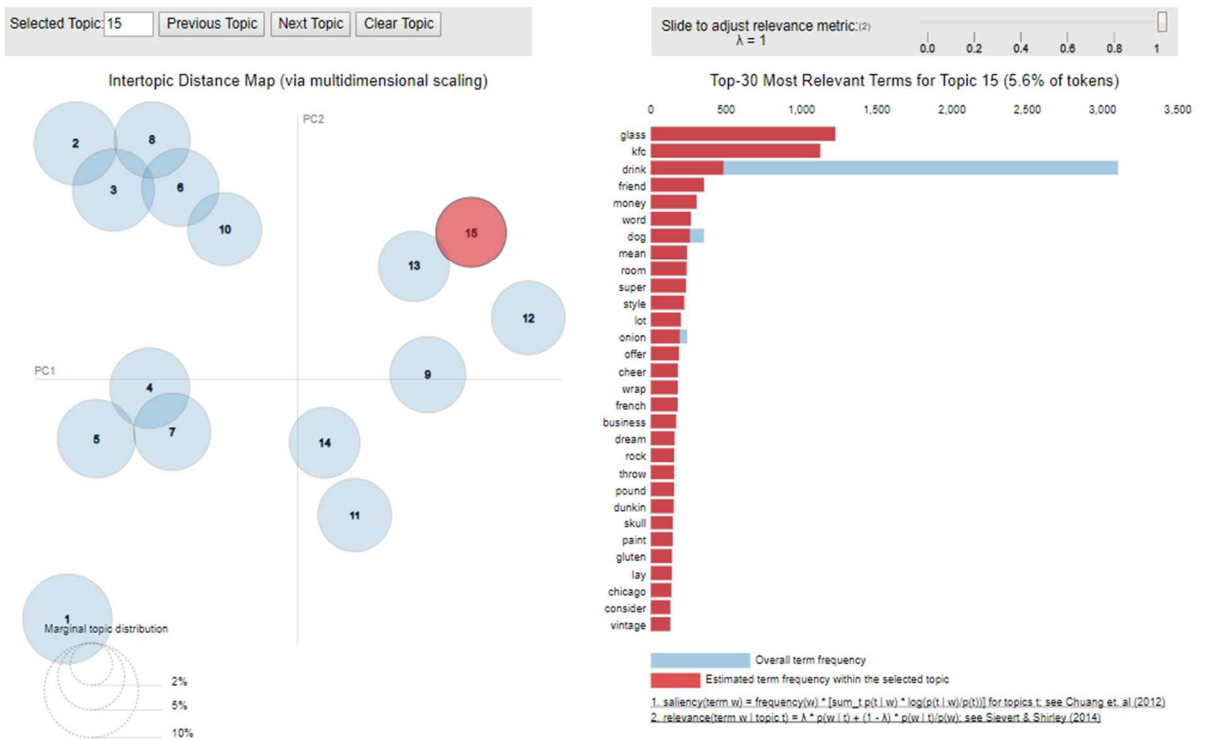 Selected Topic: 15 Previous Topic Next Topic Clear Topic
Slide to adjust relevance metric:(2)
λ = 1
0.0 0.2 0.4 0.6 0.8 1
Intertopic Distance Map (via multidimensional scaling)
PC2
PC1
2
8
3
6
10
15
13
12
9
4
5
7
14
11
1
Marginal topic distribution
2%
5%
10%
Top-30 Most Relevant Terms for Topic 15 (5.6% of tokens)
0 500 1,000 1,500 2,000 2,500 3,000 3,500
glass
kfc
drink
friend
money
word
dog
mean
room
super
style
lot
onion
offer
cheer
wrap
french
business
dream
rock
throw
pound
dunkin
skull
paint
gluten
lay
chicago
consider
vintage
Overall term frequency
Estimated term frequency within the selected topic
1. saliency(term w) = frequency(w) * [sum_t p(t | w) * log(p(t | w)/p(t))] for topics t; see Chuang et. al (2012)
2. relevance(term w | topic t) = λ * p(w | t) + (1 - λ) * p(w | t)/p(w); see Sievert & Shirley (2014)